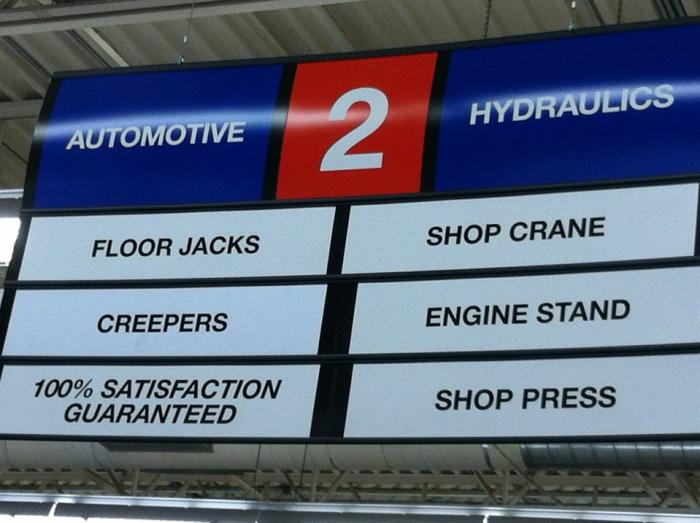 AUTOMOTIVE
2
HYDRAULICS
FLOOR JACKS
SHOP CRANE
CREEPERS
ENGINE STAND
100% SATISFACTION
GUARANTEED
SHOP PRESS